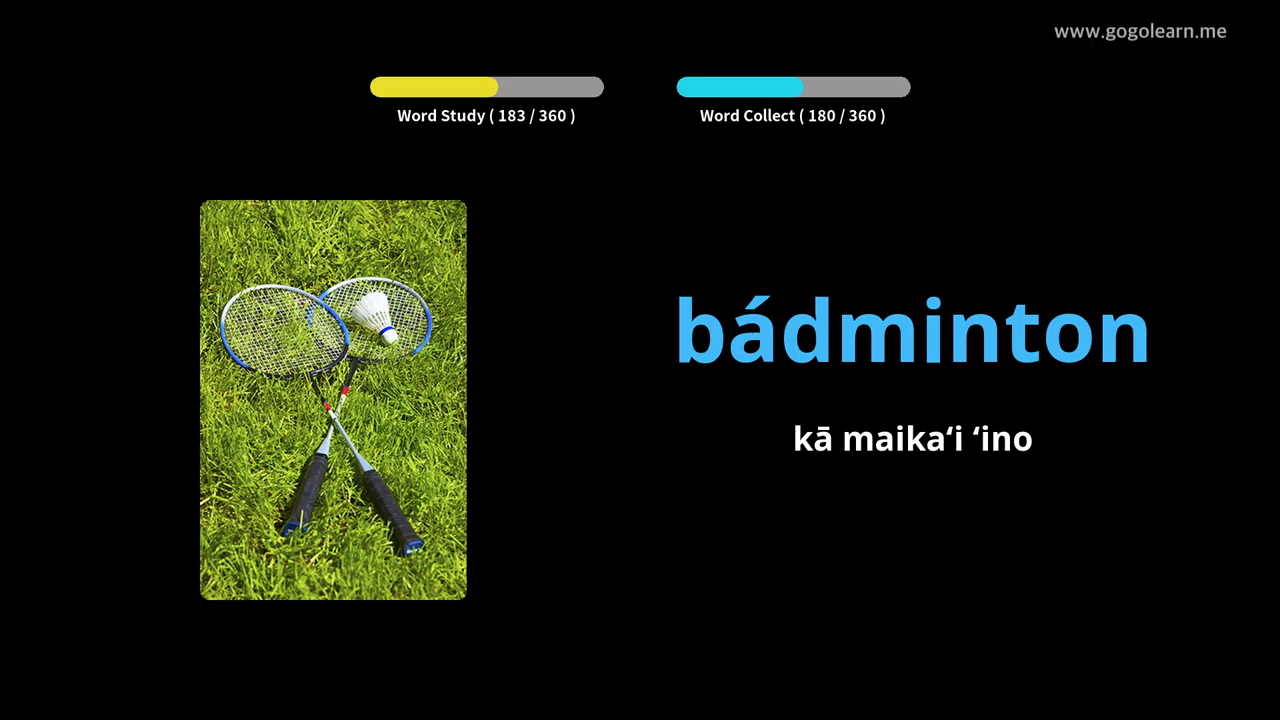 www.gogolearn.me
Word Study ( 183 / 360 )
Word Collect ( 180 / 360 )
bádminton
kā maikaʻi ʻino